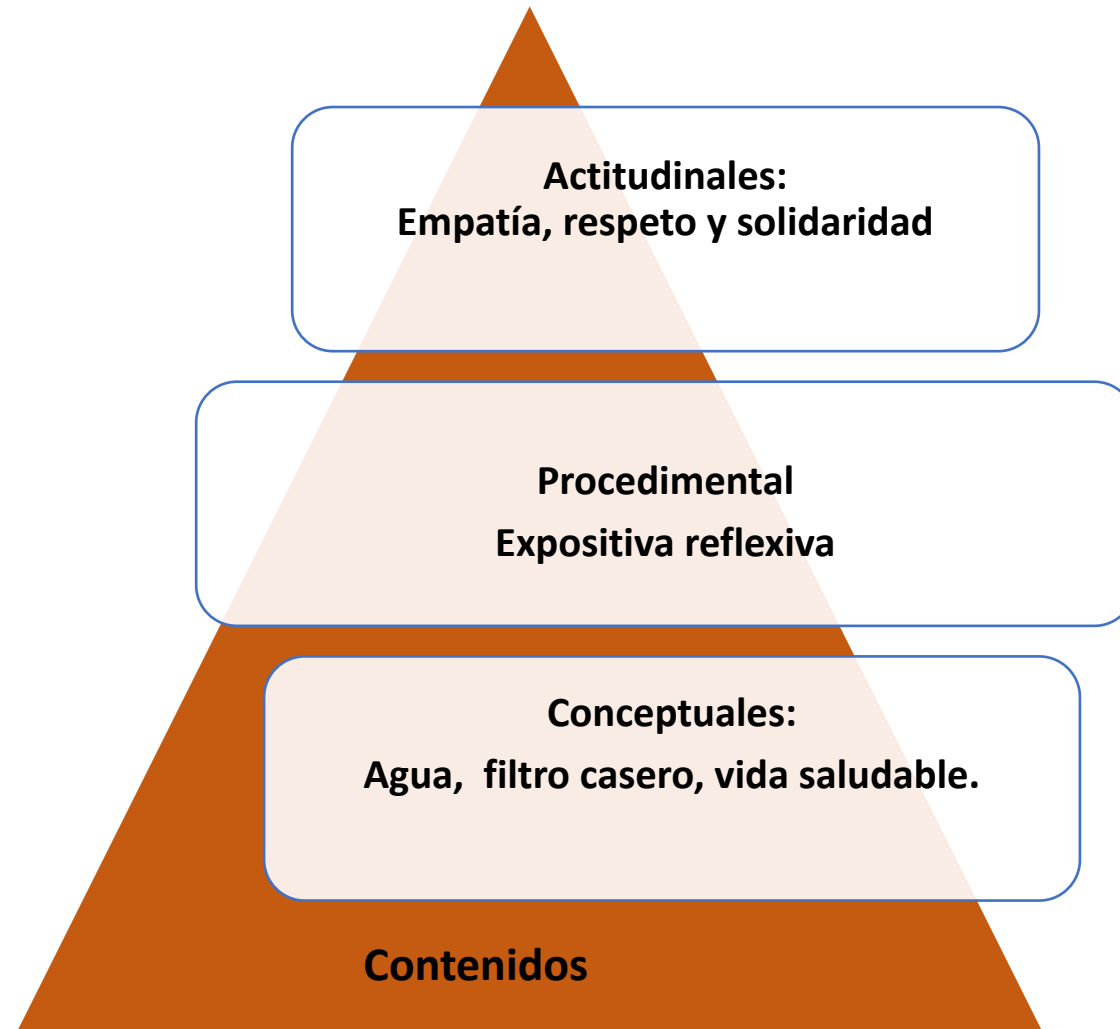 Actitudinales:
Empatía, respeto y solidaridad
Procedimental
Expositiva reflexiva
Conceptuales:
Agua,  filtro casero, vida saludable.
Contenidos